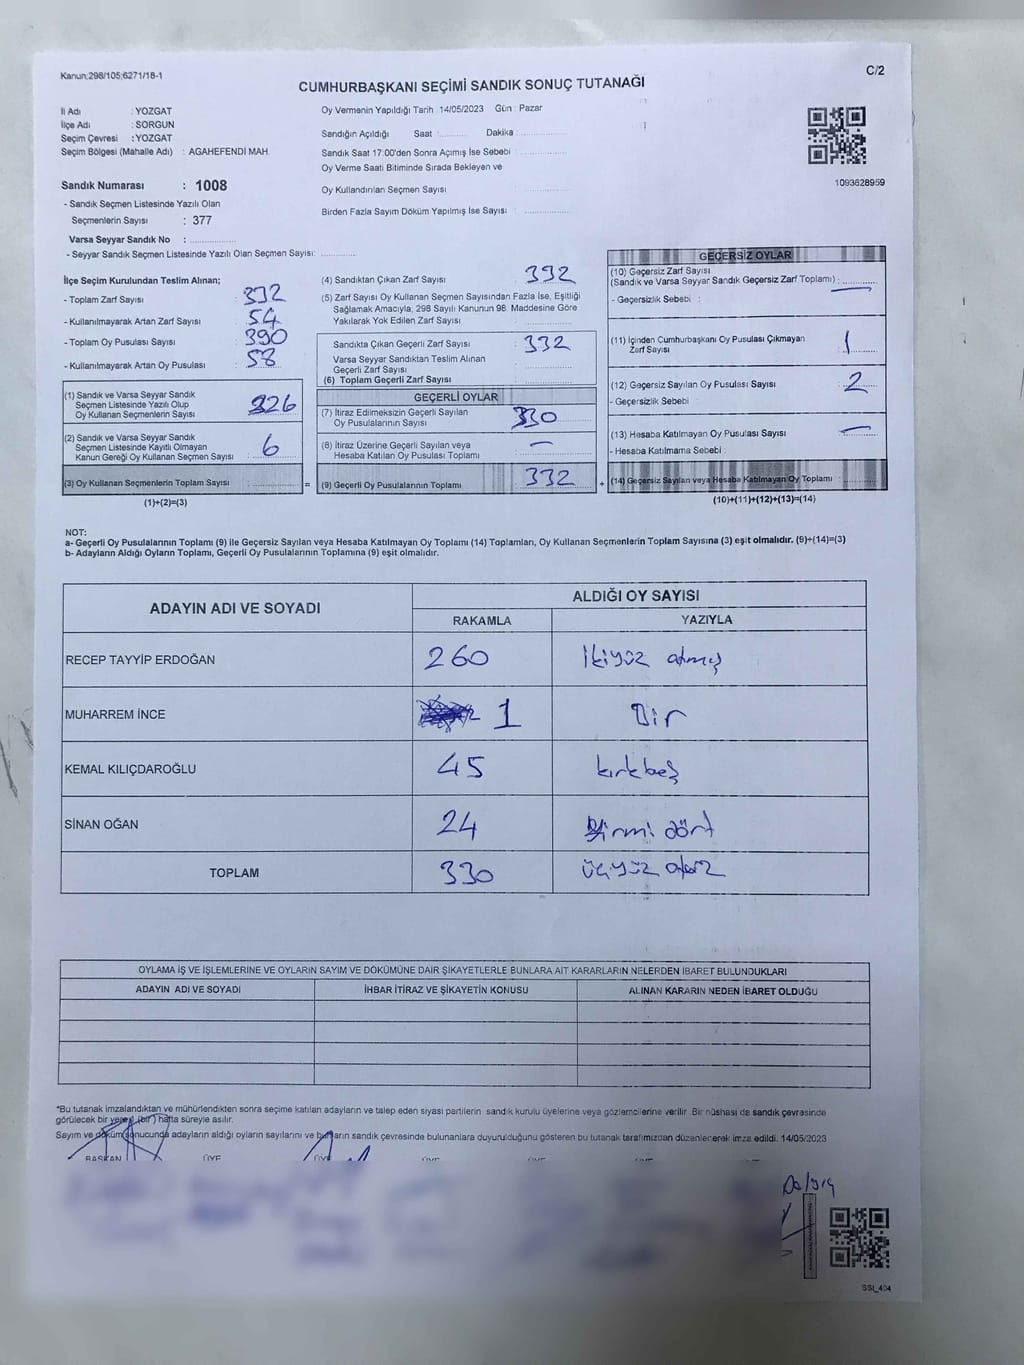 Kanun:298/105;6271/18-1
C/2
CUMHURBAŞKANI SEÇİMİ SANDIK SONUÇ TUTANAĞI
İl Adı : YOZGAT
İlçe Adı : SORGUN
Seçim Çevresi : YOZGAT
Seçim Bölgesi (Mahalle Adı) : AGAHEFENDİ MAH.
Sandık Numarası : 1008
- Sandık Seçmen Listesinde Yazılı Olan
Seçmenlerin Sayısı : 377
Varsa Seyyar Sandık No : ..............
- Seyyar Sandık Seçmen Listesinde Yazılı Olan Seçmen Sayısı: ..............
Oy Vermenin Yapıldığı Tarih : 14/05/2023 Gün : Pazar
Sandığın Açıldığı Saat : .......... Dakika : ..............
Sandık Saat 17:00'den Sonra Açımış İse Sebebi : ..............
Oy Verme Saati Bitiminde Sırada Bekleyen ve
Oy Kullandırılan Seçmen Sayısı : ..............
Birden Fazla Sayım Döküm Yapılmış İse Sayısı : ..............
1093628959
İlçe Seçim Kurulundan Teslim Alınan;
- Toplam Zarf Sayısı : 392
- Kullanılmayarak Artan Zarf Sayısı : 54
- Toplam Oy Pusulası Sayısı : 390
- Kullanılmayarak Artan Oy Pusulası : 58
(1) Sandık ve Varsa Seyyar Sandık
Seçmen Listesinde Yazılı Olup
Oy Kullanan Seçmenlerin Sayısı 326
(2) Sandık ve Varsa Seyyar Sandık
Seçmen Listesinde Kayıtlı Olmayan
Kanun Gereği Oy Kullanan Seçmen Sayısı 6
(3) Oy Kullanan Seçmenlerin Toplam Sayısı
(1)+(2)=(3)
(4) Sandıktan Çıkan Zarf Sayısı : 332
(5) Zarf Sayısı Oy Kullanan Seçmen Sayısından Fazla İse, Eşitliği
Sağlamak Amacıyla, 298 Sayılı Kanunun 98. Maddesine Göre
Yakılarak Yok Edilen Zarf Sayısı : ..............
Sandıkta Çıkan Geçerli Zarf Sayısı : 332
Varsa Seyyar Sandıktan Teslim Alınan
Geçerli Zarf Sayısı : ..............
(6) Toplam Geçerli Zarf Sayısı : ..............
GEÇERLİ OYLAR
(7) İtiraz Edilmeksizin Geçerli Sayılan
Oy Pusulalarının Sayısı : 330
(8) İtiraz Üzerine Geçerli Sayılan veya
Hesaba Katılan Oy Pusulası Toplamı : —
(9) Geçerli Oy Pusulalarının Toplamı : 332
GEÇERSİZ OYLAR
(10) Geçersiz Zarf Sayısı
(Sandık ve Varsa Seyyar Sandık Geçersiz Zarf Toplamı) : —
- Geçersizlik Sebebi :
(11) İçinden Cumhurbaşkanı Oy Pusulası Çıkmayan
Zarf Sayısı : 1
(12) Geçersiz Sayılan Oy Pusulası Sayısı : 2
- Geçersizlik Sebebi :
(13) Hesaba Katılmayan Oy Pusulası Sayısı : —
- Hesaba Katılmama Sebebi :
(14) Geçersiz Sayılan veya Hesaba Katılmayan Oy Toplamı
(10)+(11)+(12)+(13)=(14)
NOT:
a- Geçerli Oy Pusulalarının Toplamı (9) ile Geçersiz Sayılan veya Hesaba Katılmayan Oy Toplamı (14) Toplamları, Oy Kullanan Seçmenlerin Toplam Sayısına (3) eşit olmalıdır. (9)+(14)=(3)
b- Adayların Aldığı Oyların Toplamı, Geçerli Oy Pusulalarının Toplamına (9) eşit olmalıdır.
ADAYIN ADI VE SOYADI ALDIĞI OY SAYISI
RAKAMLA YAZIYLA
RECEP TAYYİP ERDOĞAN 260 İkiyüz atmış
MUHARREM İNCE 1 Bir
KEMAL KILIÇDAROĞLU 45 kırkbeş
SİNAN OĞAN 24 Yirmi dört
TOPLAM 330 üçyüz otuz
OYLAMA İŞ VE İŞLEMLERİNE VE OYLARIN SAYIM VE DÖKÜMÜNE DAİR ŞİKAYETLERLE BUNLARA AİT KARARLARIN NELERDEN İBARET BULUNDUKLARI
ADAYIN ADI VE SOYADI İHBAR İTİRAZ VE ŞİKAYETİN KONUSU ALINAN KARARIN NEDEN İBARET OLDUĞU
*Bu tutanak imzalandıktan ve mühürlendikten sonra seçime katılan adayların ve talep eden siyasi partilerin sandık kurulu üyelerine veya gözlemcilerine verilir. Bir nüshası de sandık çevresinde
görülecek bir yere 1 (bir) hafta süreyle asılır.
Sayım ve döküm sonucunda adayların aldığı oyların sayılarını ve bunların sandık çevresinde bulunanlara duyurulduğunu gösteren bu tutanak tarafımızdan düzenlenerek imza edildi. 14/05/2023
BAŞKAN ÜYE ÜYE ÜYE ÜYE ÜYE
SSI_404